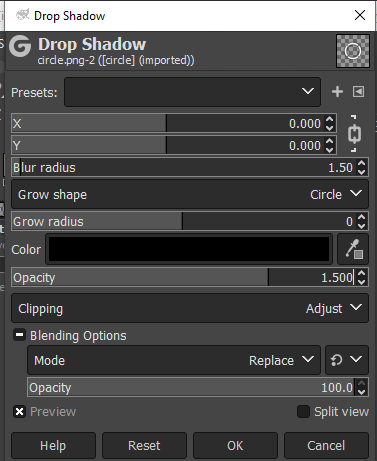 Drop Shadow
Drop Shadow
circle.png-2 ([circle] (imported))
Presets:
X 0.000
Y 0.000
Blur radius 1.50
Grow shape Circle
Grow radius 0
Color
Opacity 1.500
Clipping Adjust
Blending Options
Mode Replace
Opacity 100.0
Preview Split view
Help Reset OK Cancel